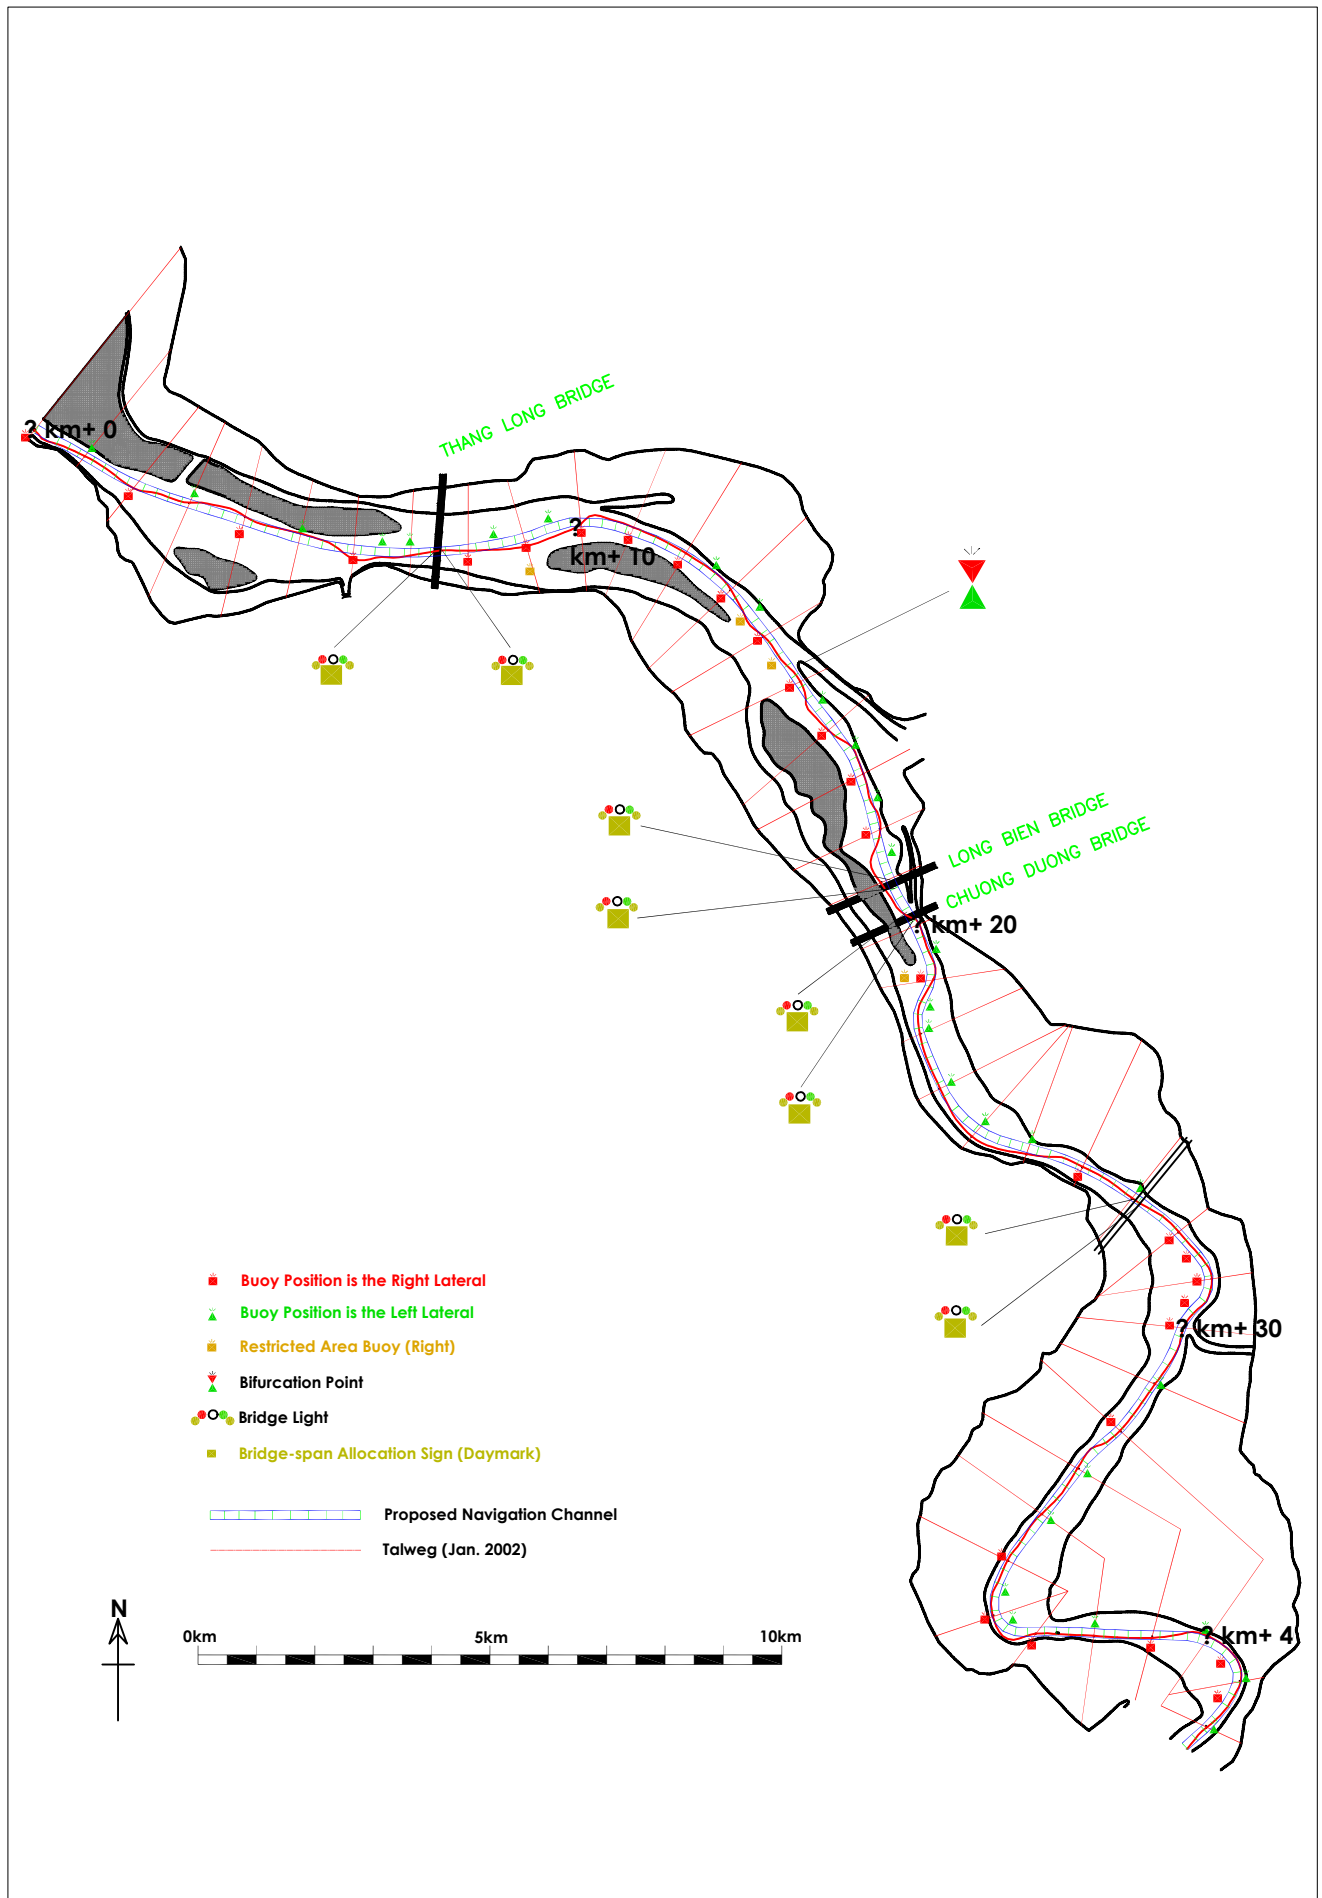 THANG LONG BRIDGE
? km+ 0
?
km+ 10
LONG BIEN BRIDGE
CHUONG DUONG BRIDGE
? km+ 20
Buoy Position is the Right Lateral
Buoy Position is the Left Lateral
Restricted Area Buoy (Right)
Bifurcation Point
Bridge Light
Bridge-span Allocation Sign (Daymark)
? km+ 30
Proposed Navigation Channel
Talweg (Jan. 2002)
N
0km 5km 10km
? km+ 4